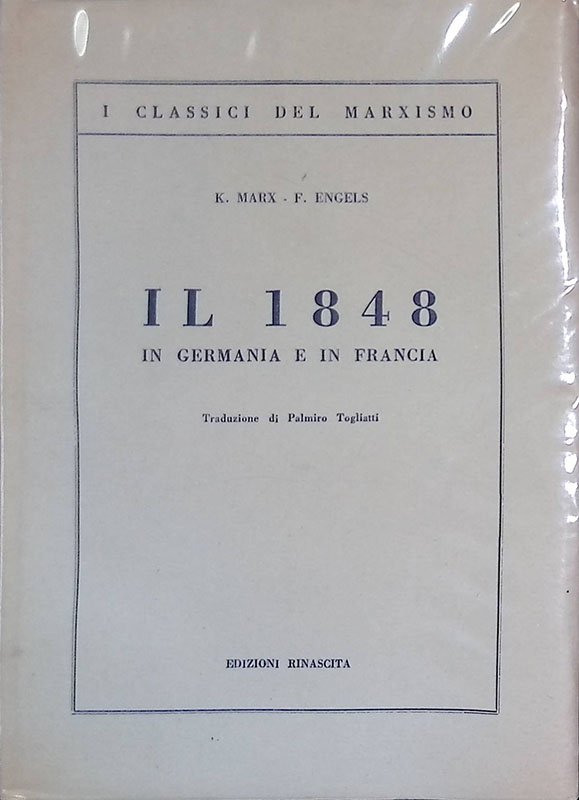 I CLASSICI DEL MARXISMO
K. MARX - F. ENGELS
IL 1848
IN GERMANIA E IN FRANCIA
Traduzione di Palmiro Togliatti
EDIZIONI RINASCITA